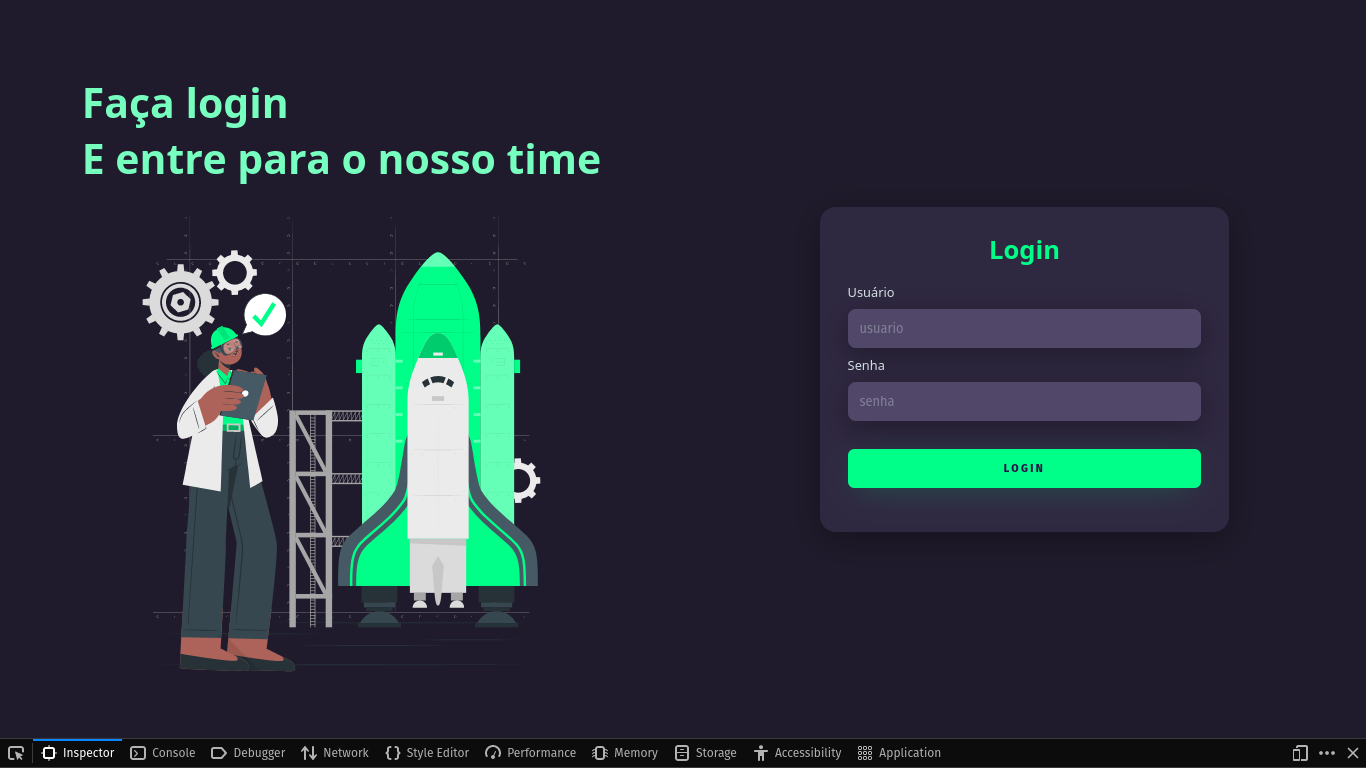 Faça login
E entre para o nosso time
Login
Usuário
usuario
Senha
senha
LOGIN
Inspector Console Debugger Network Style Editor Performance Memory Storage Accessibility Application